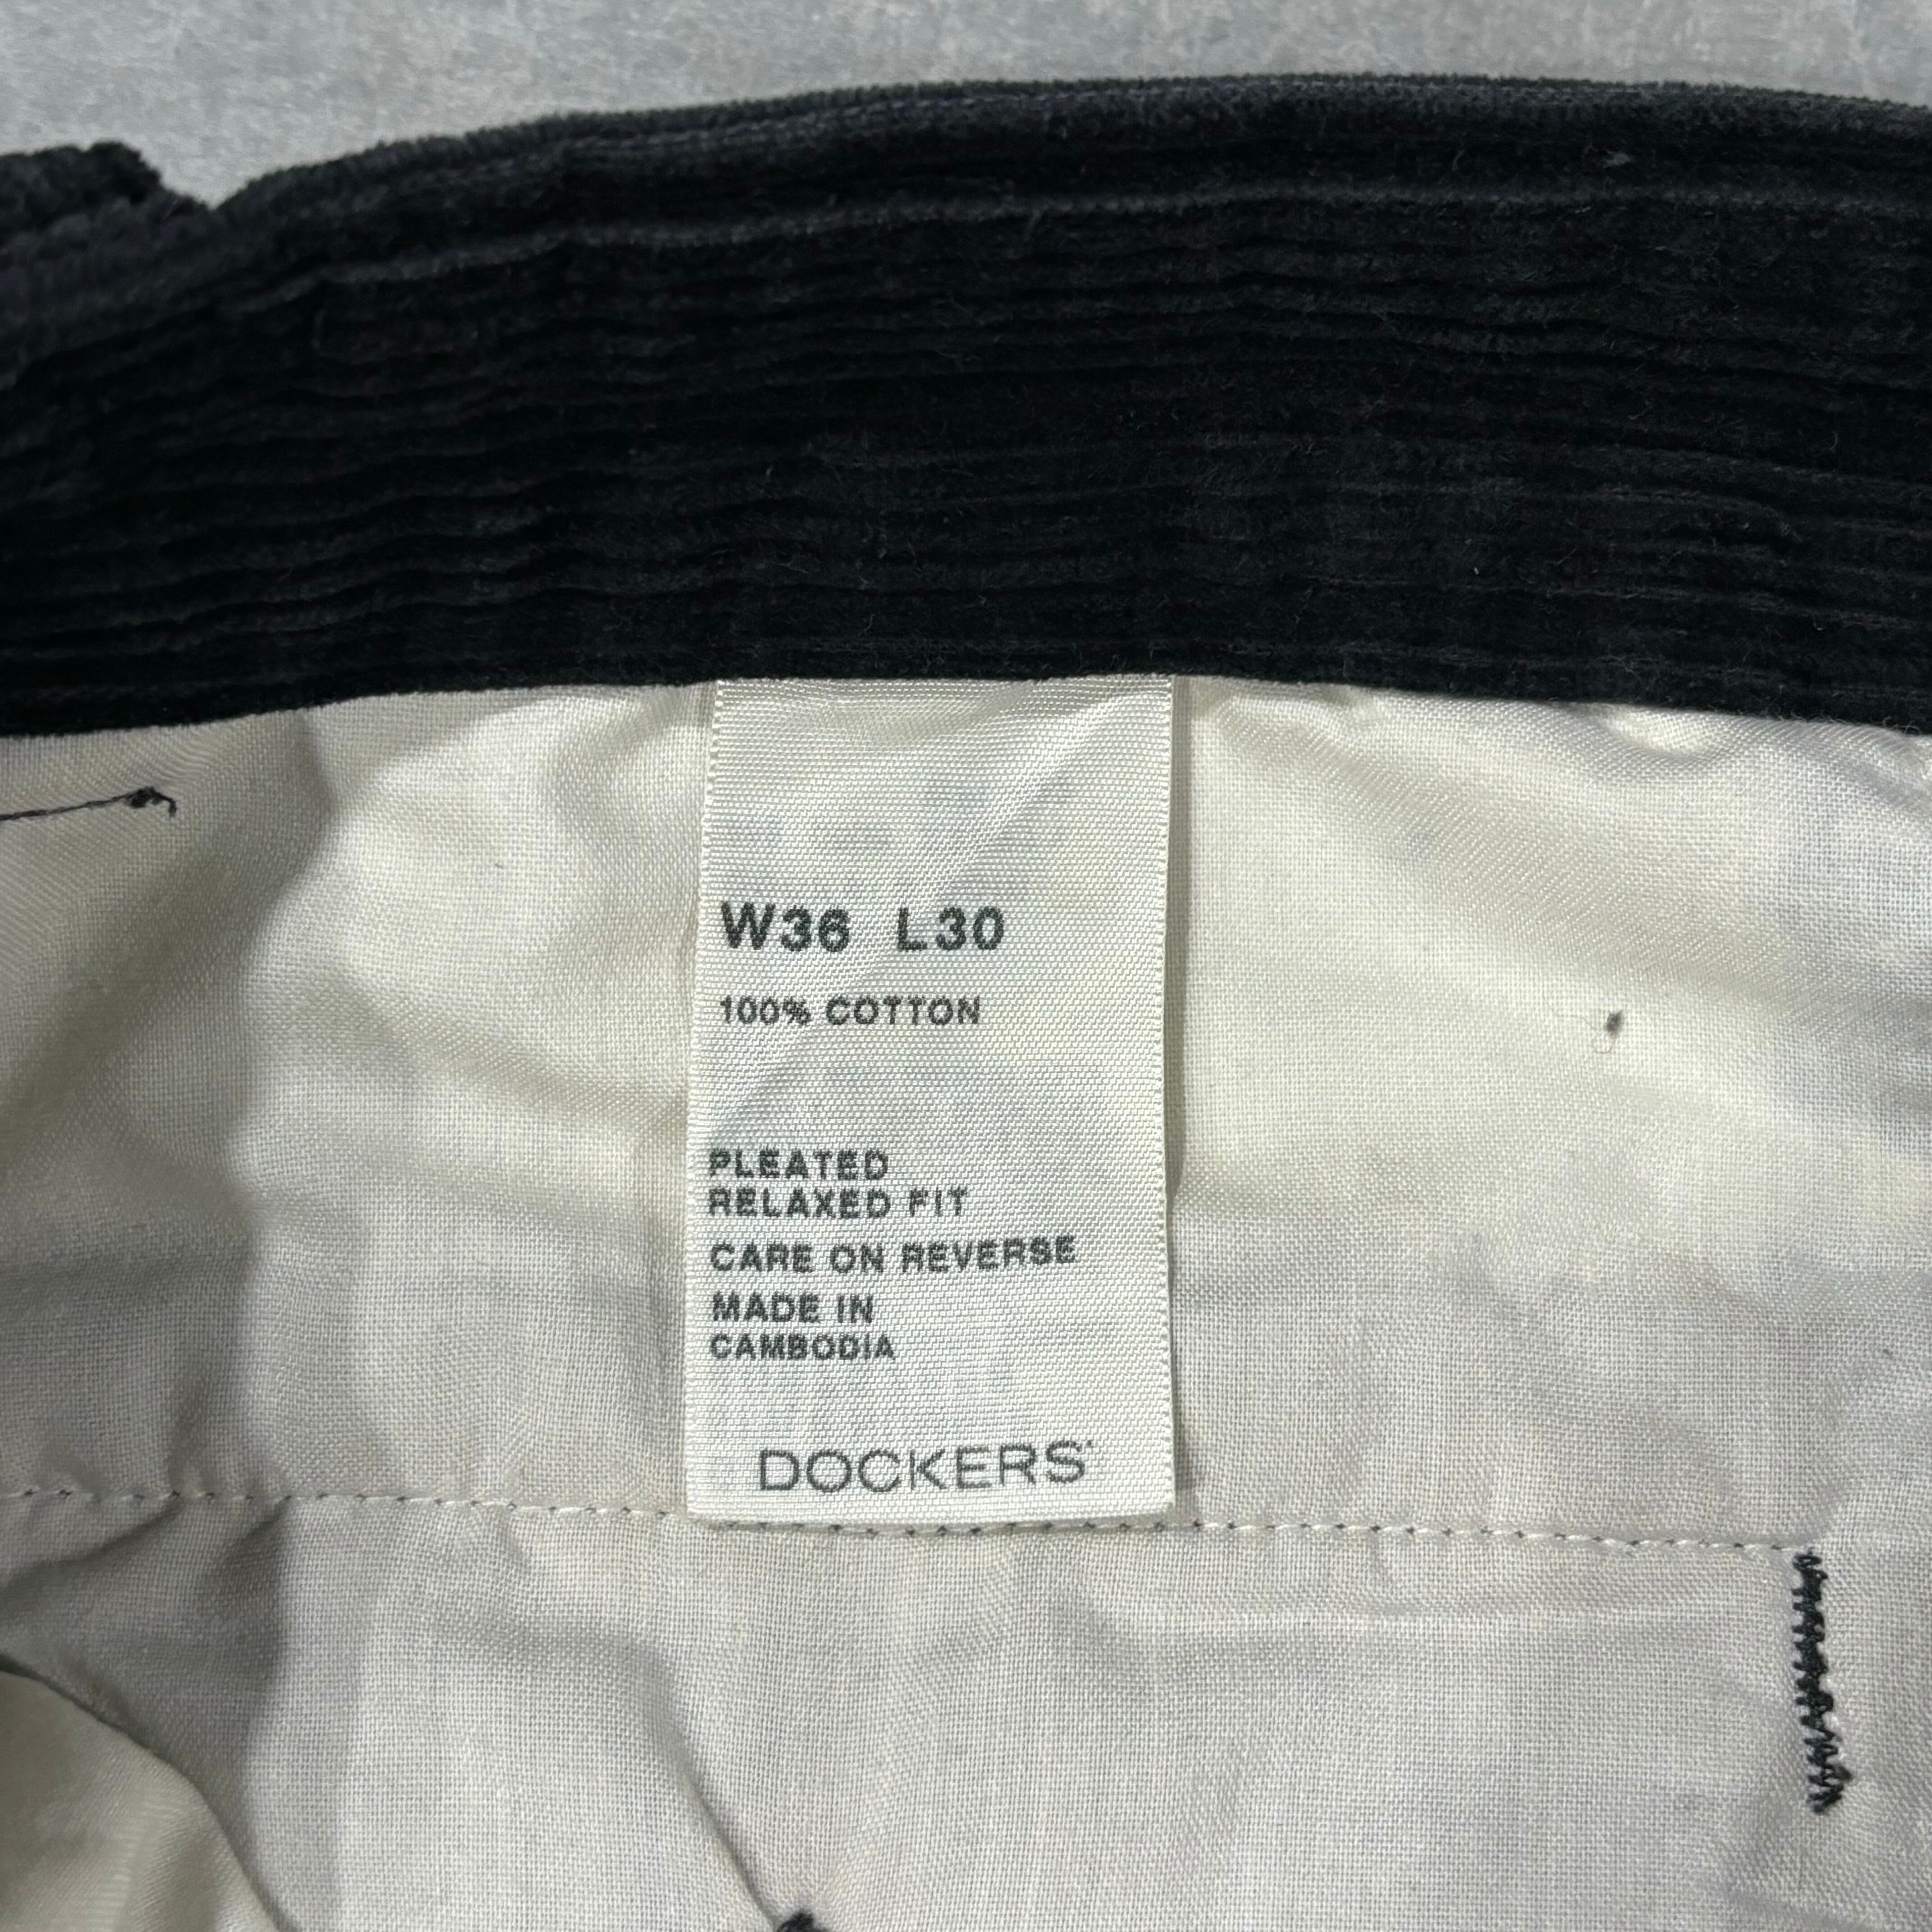 W36 L30
100% COTTON
PLEATED
RELAXED FIT
CARE ON REVERSE
MADE IN
CAMBODIA
DOCKERS